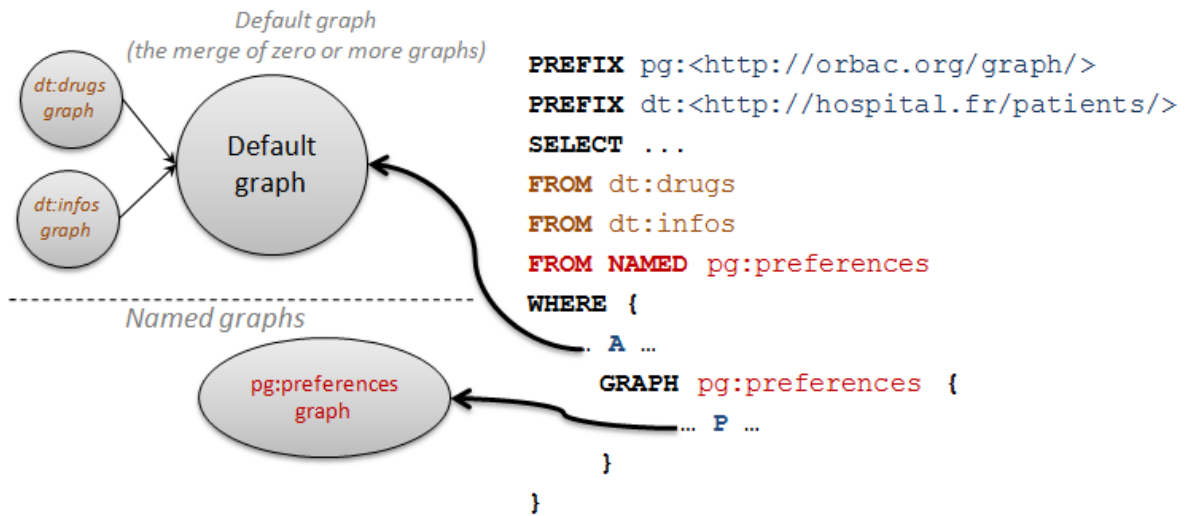 Default graph
(the merge of zero or more graphs)
dt:drugs
graph
Default
graph
dt:infos
graph
Named graphs
pg:preferences
graph
PREFIX pg:<http://orbac.org/graph/>
PREFIX dt:<http://hospital.fr/patients/>
SELECT ...
FROM dt:drugs
FROM dt:infos
FROM NAMED pg:preferences
WHERE {
… A …
GRAPH pg:preferences {
… P …
}
}